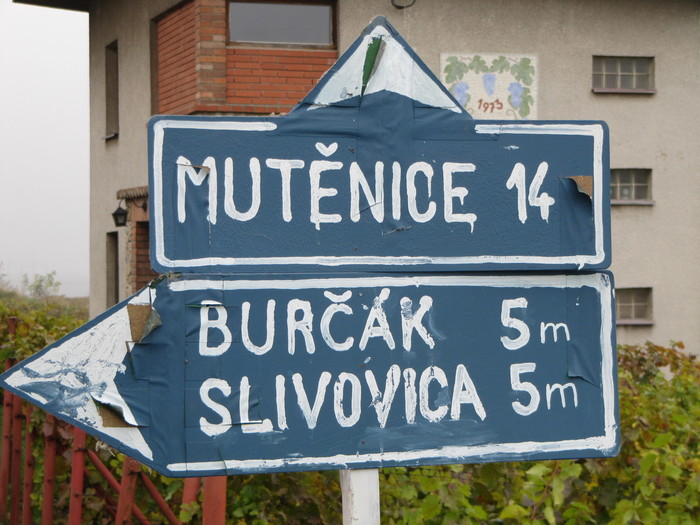 1973
MUTĚNICE 14
BURČÁK 5m
SLIVOVICA 5m